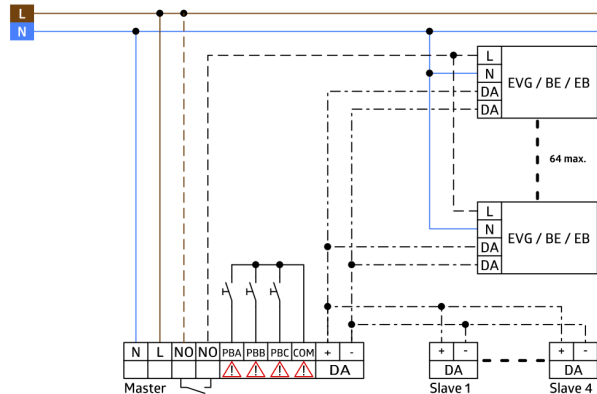 L
N
L
N
DA
DA
EVG / BE / EB
64 max.
L
N
DA
DA
EVG / BE / EB
N L NO NO PBA PBB PBC COM + -
! ! ! ! DA
Master
+ -
DA
Slave 1
+ -
DA
Slave 4